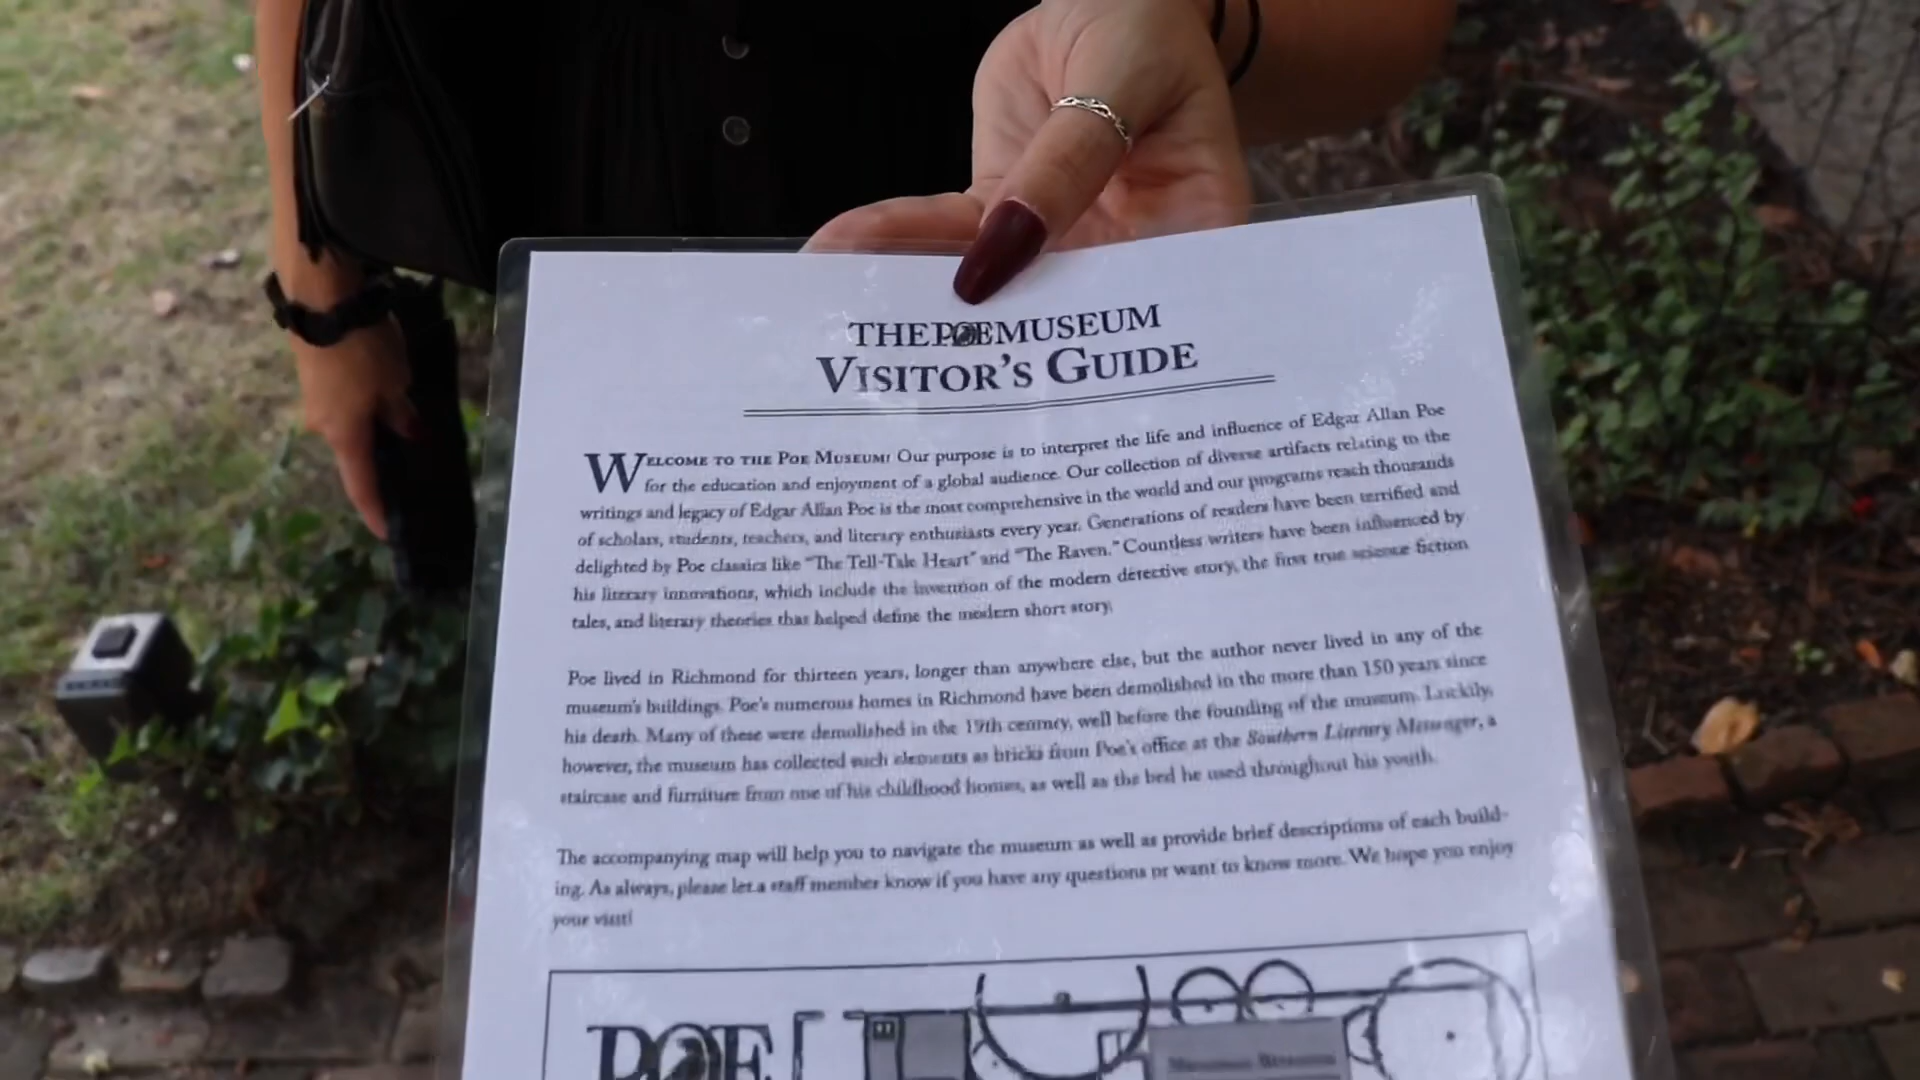 THE POE MUSEUM
VISITOR'S GUIDE
WELCOME TO THE POE MUSEUM! Our purpose is to interpret the life and influence of Edgar Allan Poe
for the education and enjoyment of a global audience. Our collection of diverse artifacts relating to the
writings and legacy of Edgar Allan Poe is the most comprehensive in the world and our programs reach thousands
of scholars, students, teachers, and literary enthusiasts every year. Generations of readers have been terrified and
delighted by Poe classics like "The Tell-Tale Heart" and "The Raven." Countless writers have been influenced by
his literary innovations, which include the invention of the modern detective story, the first true science fiction
tales, and literary theories that helped define the modern short story.
Poe lived in Richmond for thirteen years, longer than anywhere else, but the author never lived in any of the
museum's buildings. Poe's numerous homes in Richmond have been demolished in the more than 150 years since
his death. Many of these were demolished in the 19th century, well before the founding of the museum. Luckily,
however, the museum has collected such elements as bricks from Poe's office at the Southern Literary Messenger, a
staircase and furniture from one of his childhood homes, as well as the bed he used throughout his youth.
The accompanying map will help you to navigate the museum as well as provide brief descriptions of each build-
ing. As always, please let a staff member know if you have any questions or want to know more. We hope you enjoy
your visit!
POE